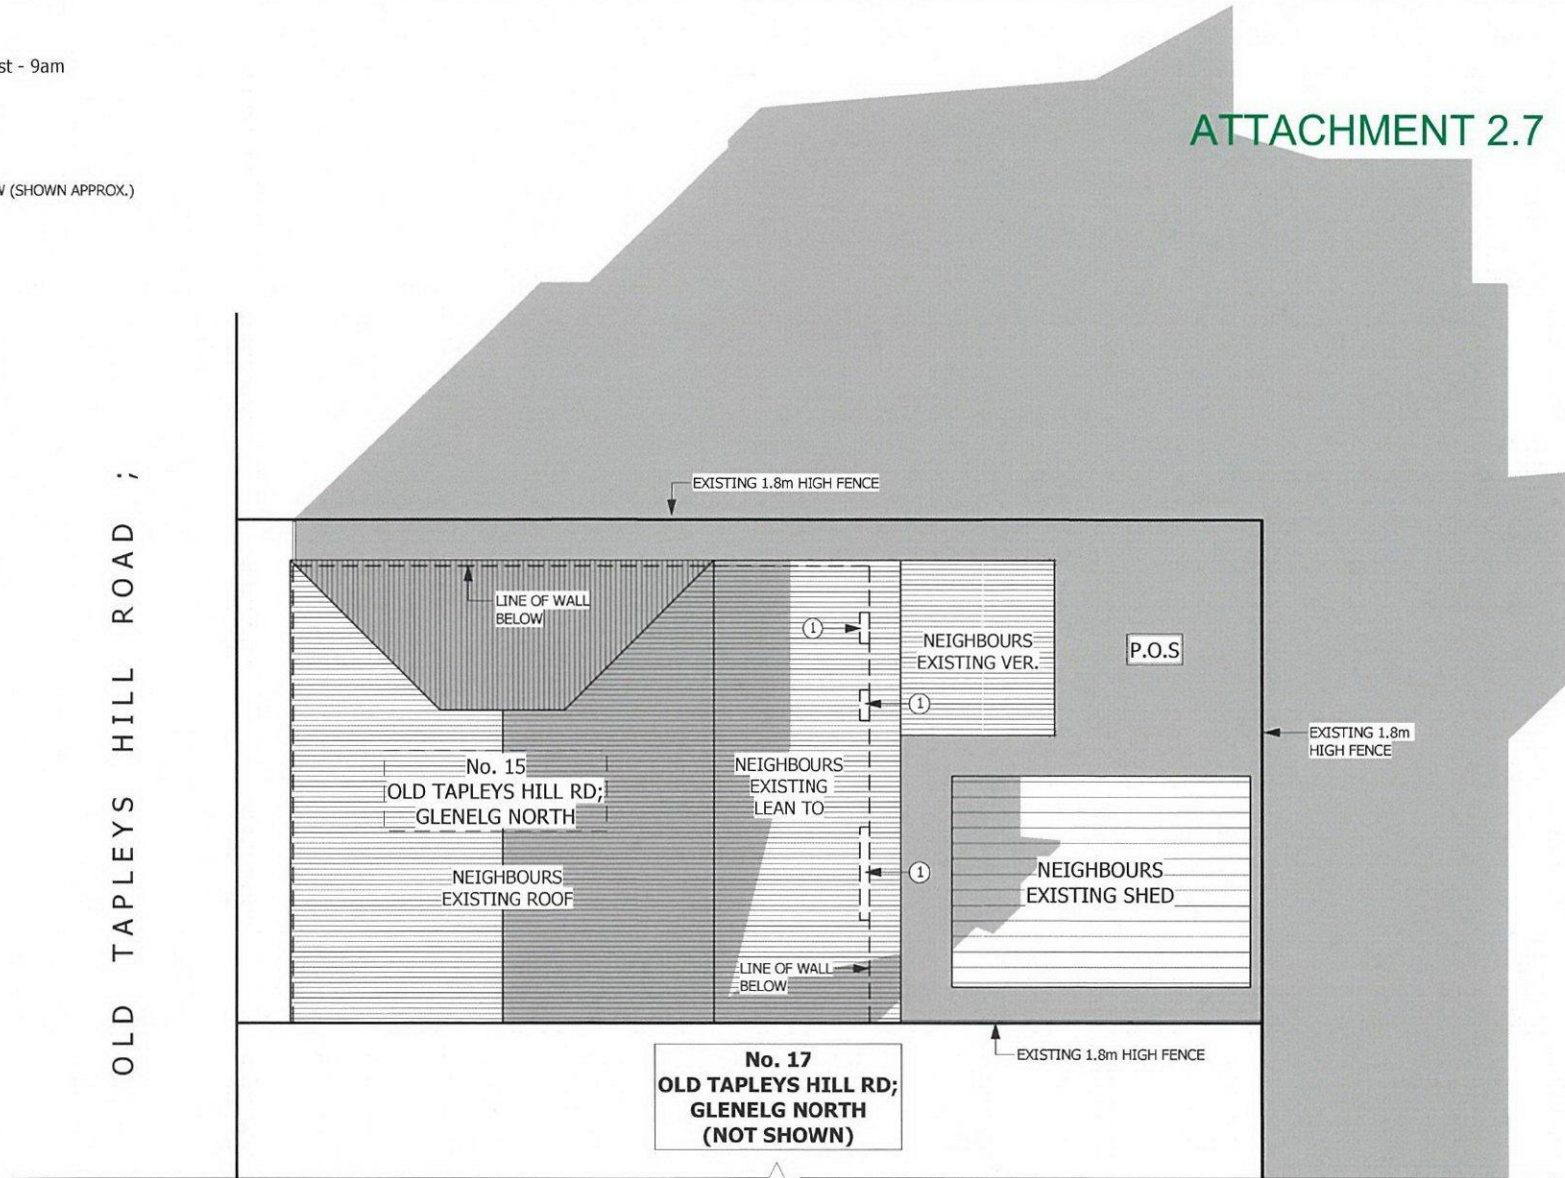 st - 9am
ATTACHMENT 2.7
(SHOWN APPROX.)
EXISTING 1.8m HIGH FENCE
LINE OF WALL
BELOW
1
NEIGHBOURS
EXISTING VER.
P.O.S
1
EXISTING 1.8m
HIGH FENCE
No. 15
OLD TAPLEYS HILL RD;
GLENELG NORTH
NEIGHBOURS
EXISTING
LEAN TO
NEIGHBOURS
EXISTING ROOF
1
NEIGHBOURS
EXISTING SHED
LINE OF WALL
BELOW
OLD TAPLEYS HILL ROAD ;
EXISTING 1.8m HIGH FENCE
No. 17
OLD TAPLEYS HILL RD;
GLENELG NORTH
(NOT SHOWN)